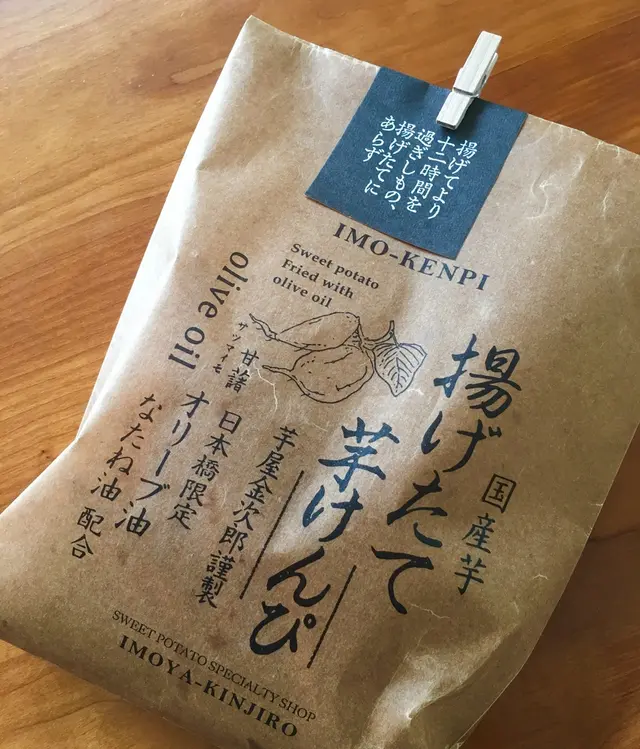 揚げてより
十二時間を
過ぎしもの、
揚げたてに
あらず
IMO-KENPI
Sweet potato
Fried with
olive oil
olive oil
サツマイモ
甘藷
国産芋
揚げたて
芋けんぴ
芋屋金次郎謹製
日本橋限定
オリーブ油
なたね油 配合
SWEET POTATO SPECIALTY SHOP
IMOYA-KINJIRO